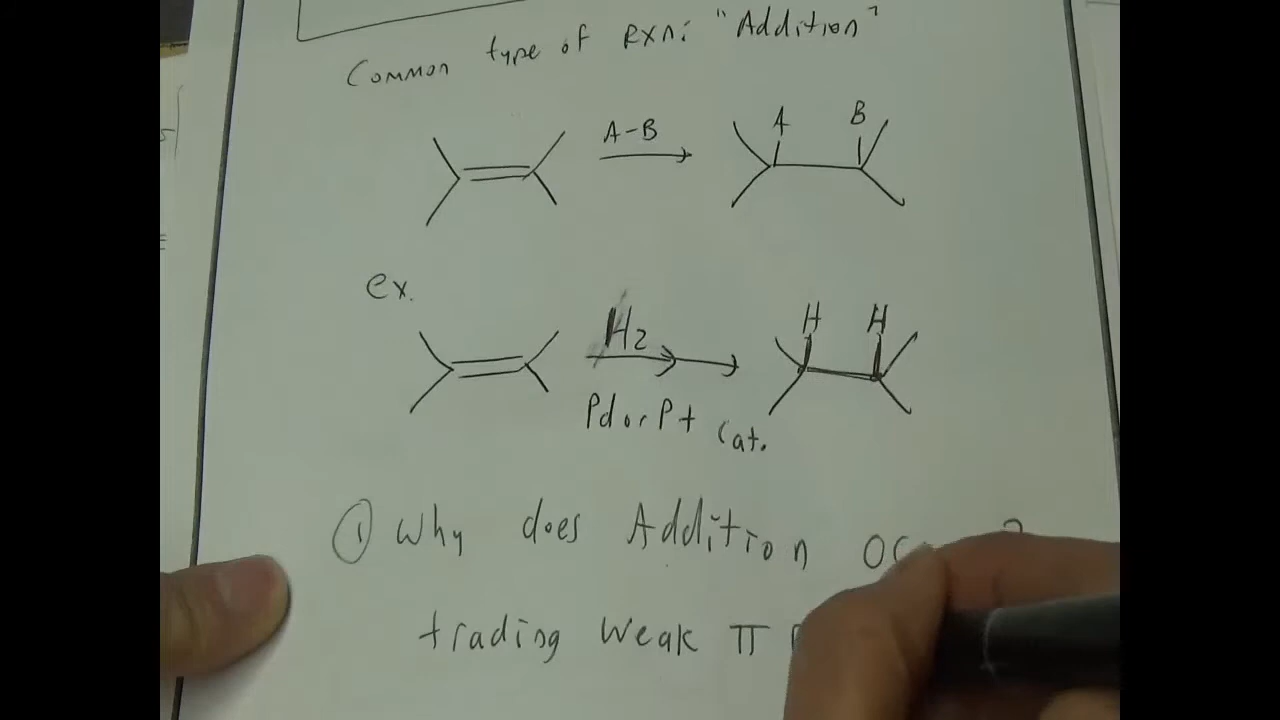 Common type of rxn: "Addition"
A-B
A B
ex.
H2
H H
Pd or Pt Cat.
① Why does Addition
trading weak π